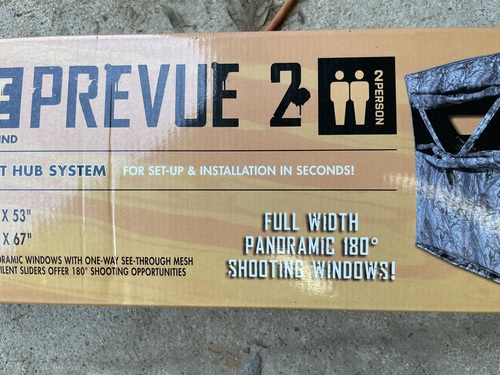 PREVUE 2
2 PERSON
IND
T HUB SYSTEM
FOR SET-UP & INSTALLATION IN SECONDS!
X 53"
X 67"
FULL WIDTH
PANORAMIC 180°
SHOOTING WINDOWS!
ORAMIC WINDOWS WITH ONE-WAY SEE-THROUGH MESH
ILENT SLIDERS OFFER 180° SHOOTING OPPORTUNITIES